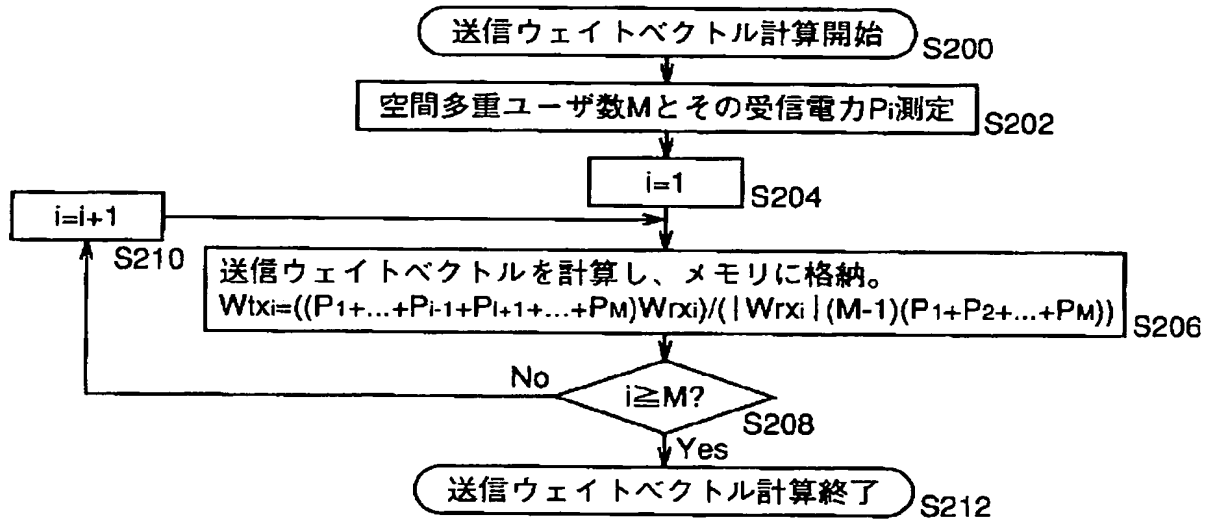 送信ウェイトベクトル計算開始
S200
空間多重ユーザ数Mとその受信電力Pi測定
S202
i=1
S204
i=i+1
S210
送信ウェイトベクトルを計算し、メモリに格納。
Wtxi=((P1+...+Pi-1+Pi+1+...+PM)Wrxi)/(|Wrxi|(M-1)(P1+P2+...+PM))
S206
No
i≧M?
S208
Yes
送信ウェイトベクトル計算終了
S212